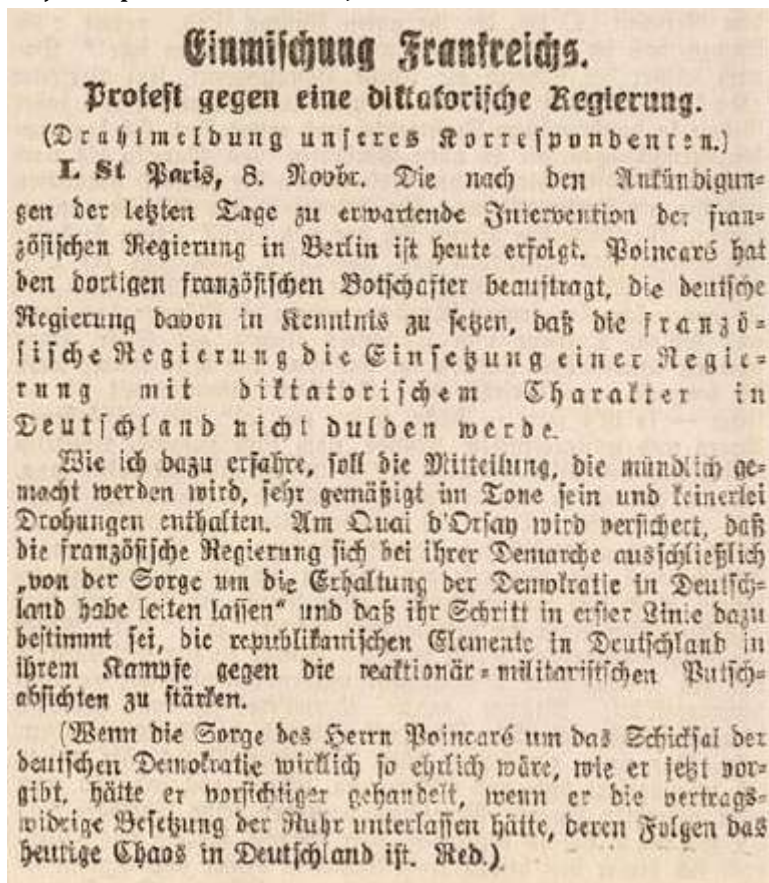 Einmischung Frankreichs.
Protest gegen eine diktatorische Regierung.
(Drahtmeldung unseres Korrespondenten.)
L St Paris, 8. Novbr. Die nach den Ankündigun-
gen der letzten Tage zu erwartende Intervention der fran-
zösischen Regierung in Berlin ist heute erfolgt. Poincaré hat
den dortigen französischen Botschafter beauftragt, die deutsche
Regierung davon in Kenntnis zu setzen, daß die franzö-
sische Regierung die Einsetzung einer Regie-
rung mit diktatorischem Charakter in
Deutschland nicht dulden werde.
Wie ich dazu erfahre, soll die Mitteilung, die mündlich ge-
macht werden wird, sehr gemäßigt im Tone sein und keinerlei
Drohungen enthalten. Am Quai d'Orsay wird versichert, daß
die französische Regierung sich bei ihrer Demarche ausschließlich
„von der Sorge um die Erhaltung der Demokratie in Deutsch-
land habe leiten lassen“ und daß ihr Schritt in erster Linie dazu
bestimmt sei, die republikanischen Elemente in Deutschland in
ihrem Kampfe gegen die reaktionär-militaristischen Putsch-
absichten zu stärken.
(Wenn die Sorge des Herrn Poincaré um das Schicksal der
deutschen Demokratie wirklich so ehrlich wäre, wie er jetzt vor-
gibt, hätte er vorsichtiger gehandelt, wenn er die vertrags-
widrige Besetzung der Ruhr unterlassen hätte, deren Folgen das
heutige Chaos in Deutschland ist. Red.)